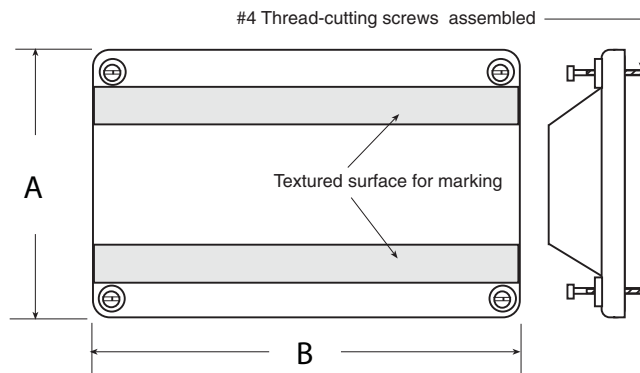 #4 Thread-cutting screws assembled
A
Textured surface for marking
B